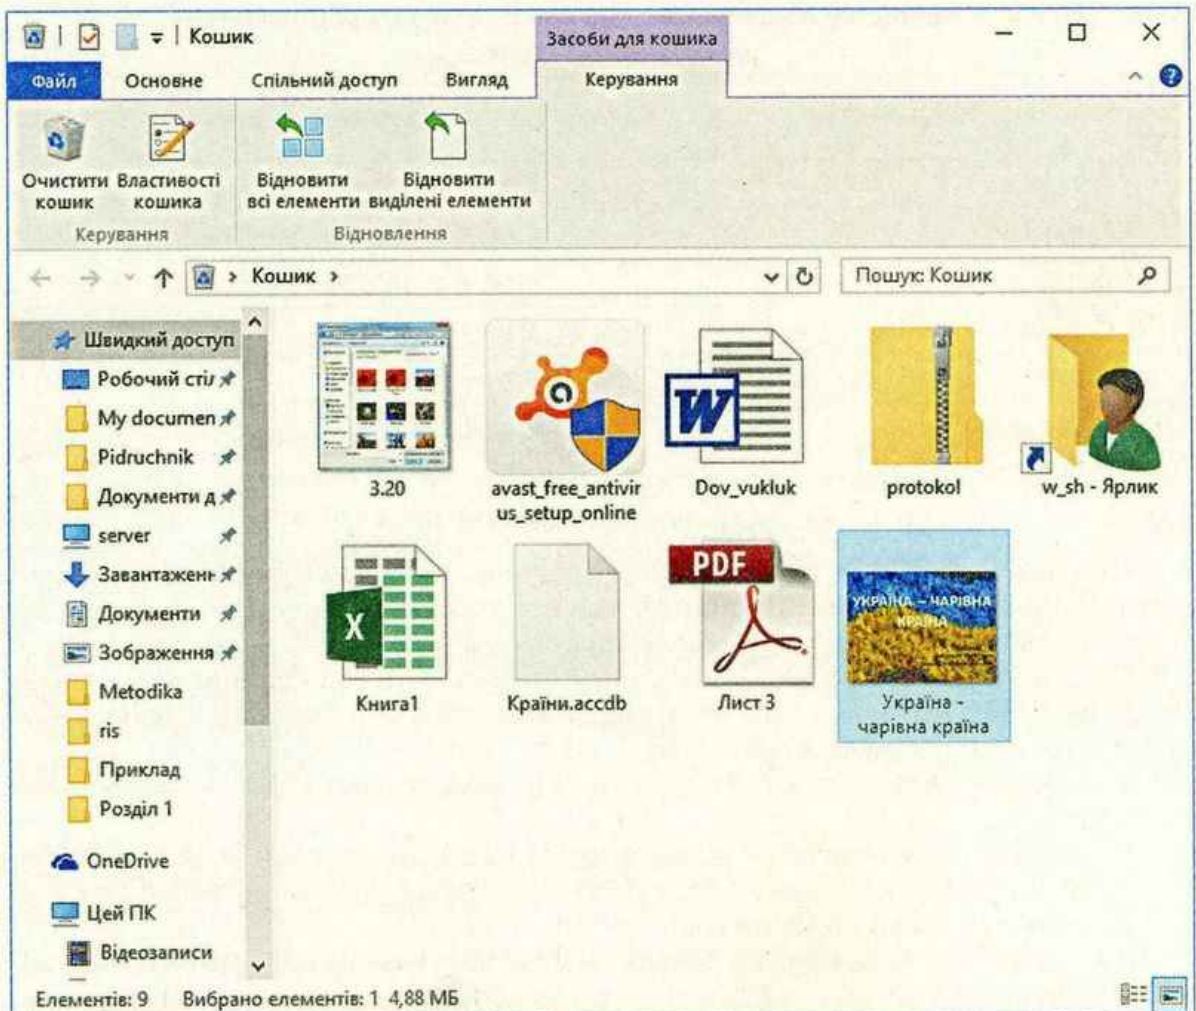 Кошик
Засоби для кошика
Файл
Основне
Спільний доступ
Вигляд
Керування
Очистити
кошик
Властивості
кошика
Відновити
всі елементи
Відновити
виділені елементи
Керування
Відновлення
Кошик
Пошук: Кошик
Швидкий доступ
Робочий стіл
My documen
Pidruchnik
Документи д
server
Завантажен
Документи
Зображення
Metodika
ris
Приклад
Розділ 1
OneDrive
Цей ПК
Відеозаписи
3.20
avast_free_antivir
us_setup_online
W
Dov_vukluk
protokol
w_sh - Ярлик
X
Книга1
Країни.accdb
PDF
Лист 3
УКРАЇНА – ЧАРІВНА
КРАЇНА
Україна -
чарівна країна
Елементів: 9
Вибрано елементів: 1 4,88 МБ